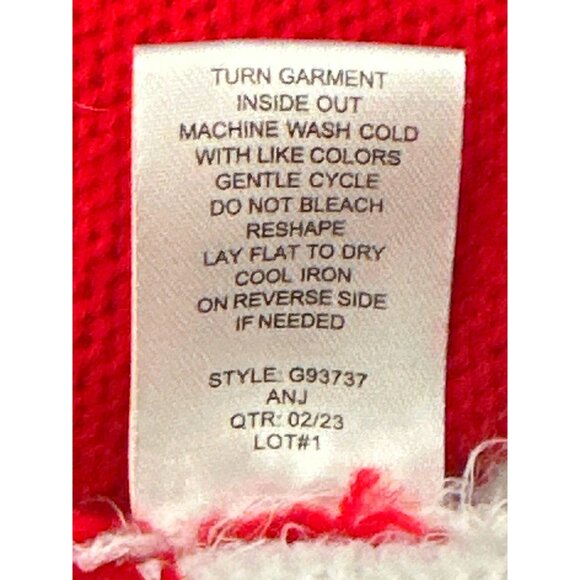 TURN GARMENT
INSIDE OUT
MACHINE WASH COLD
WITH LIKE COLORS
GENTLE CYCLE
DO NOT BLEACH
RESHAPE
LAY FLAT TO DRY
COOL IRON
ON REVERSE SIDE
IF NEEDED
STYLE: G93737
ANJ
QTR: 02/23
LOT#1